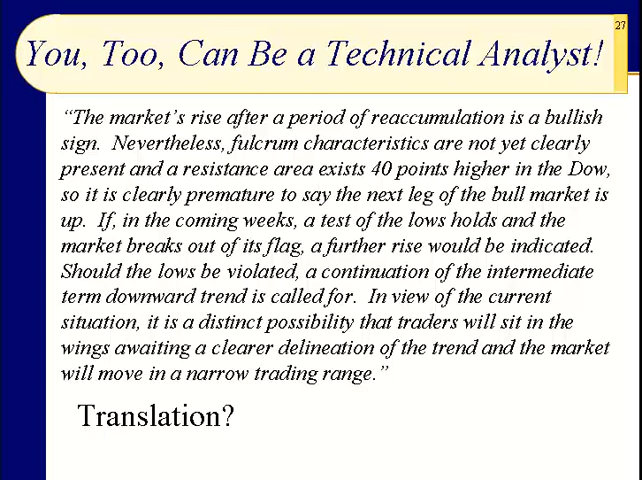 27
You, Too, Can Be a Technical Analyst!
“The market’s rise after a period of reaccumulation is a bullish
sign. Nevertheless, fulcrum characteristics are not yet clearly
present and a resistance area exists 40 points higher in the Dow,
so it is clearly premature to say the next leg of the bull market is
up. If, in the coming weeks, a test of the lows holds and the
market breaks out of its flag, a further rise would be indicated.
Should the lows be violated, a continuation of the intermediate
term downward trend is called for. In view of the current
situation, it is a distinct possibility that traders will sit in the
wings awaiting a clearer delineation of the trend and the market
will move in a narrow trading range.”
Translation?